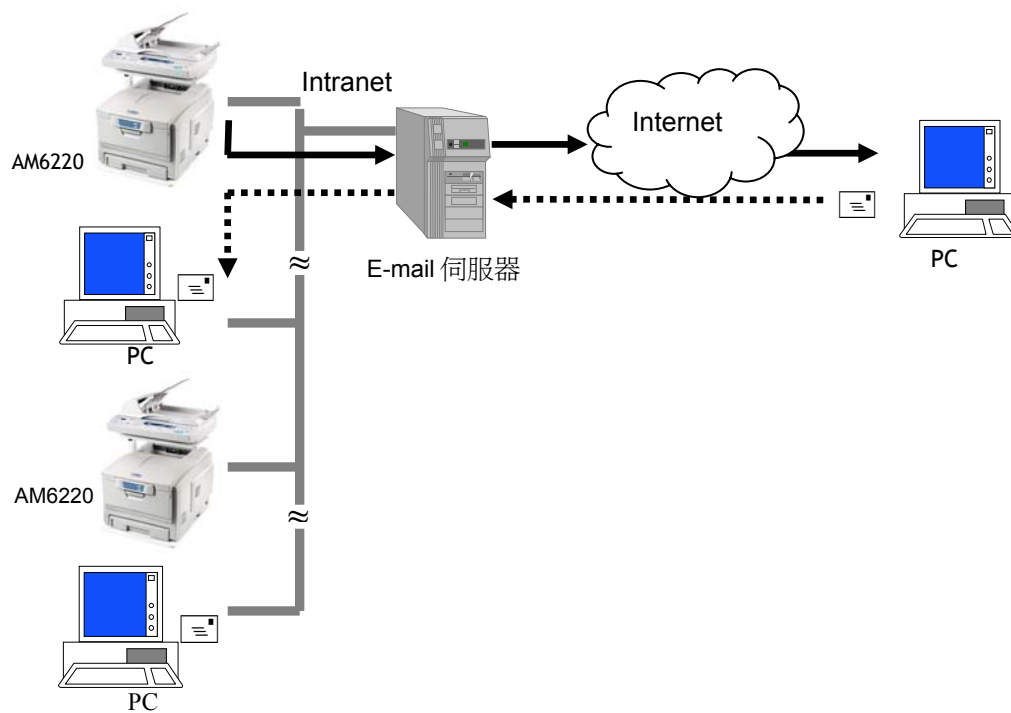 Intranet
Internet
AM6220
E-mail 伺服器
PC
PC
AM6220
PC